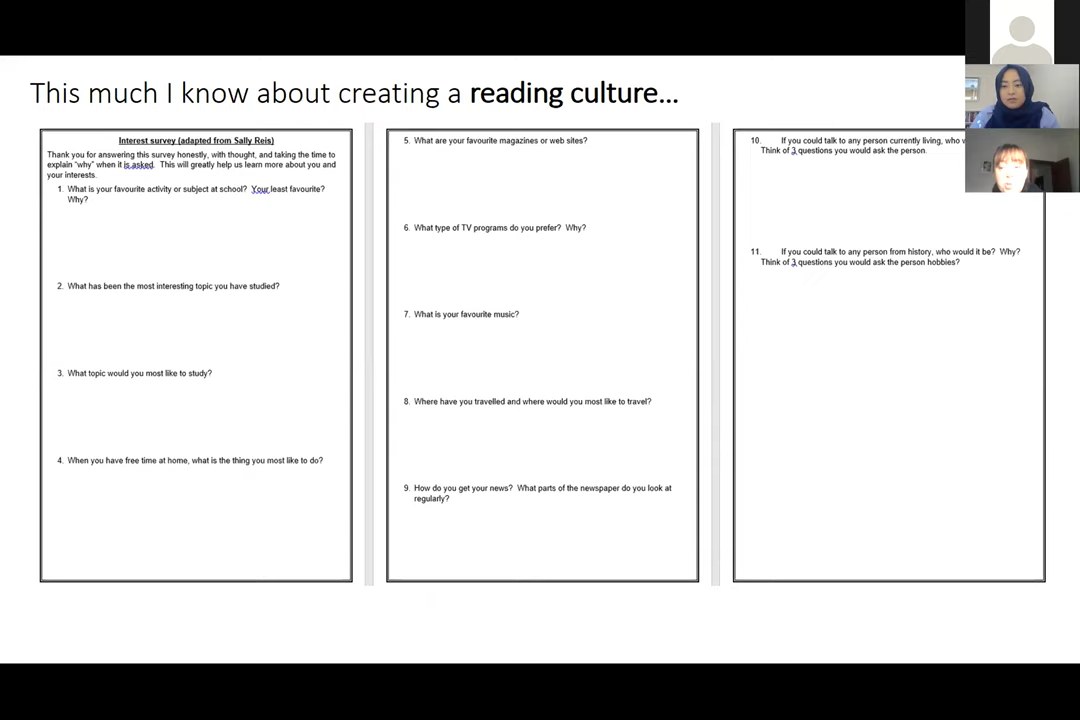 This much I know about creating a reading culture...
Interest survey (adapted from Sally Reis)
Thank you for answering this survey honestly, with thought, and taking the time to
explain "why" when it is asked. This will greatly help us learn more about you and
your interests.
1. What is your favourite activity or subject at school? Your least favourite?
Why?
2. What has been the most interesting topic you have studied?
3. What topic would you most like to study?
4. When you have free time at home, what is the thing you most like to do?
5. What are your favourite magazines or web sites?
6. What type of TV programs do you prefer? Why?
7. What is your favourite music?
8. Where have you travelled and where would you most like to travel?
9. How do you get your news? What parts of the newspaper do you look at
regularly?
10. If you could talk to any person currently living, who
Think of 3 questions you would ask the person.
11. If you could talk to any person from history, who would it be? Why?
Think of 3 questions you would ask the person hobbies?